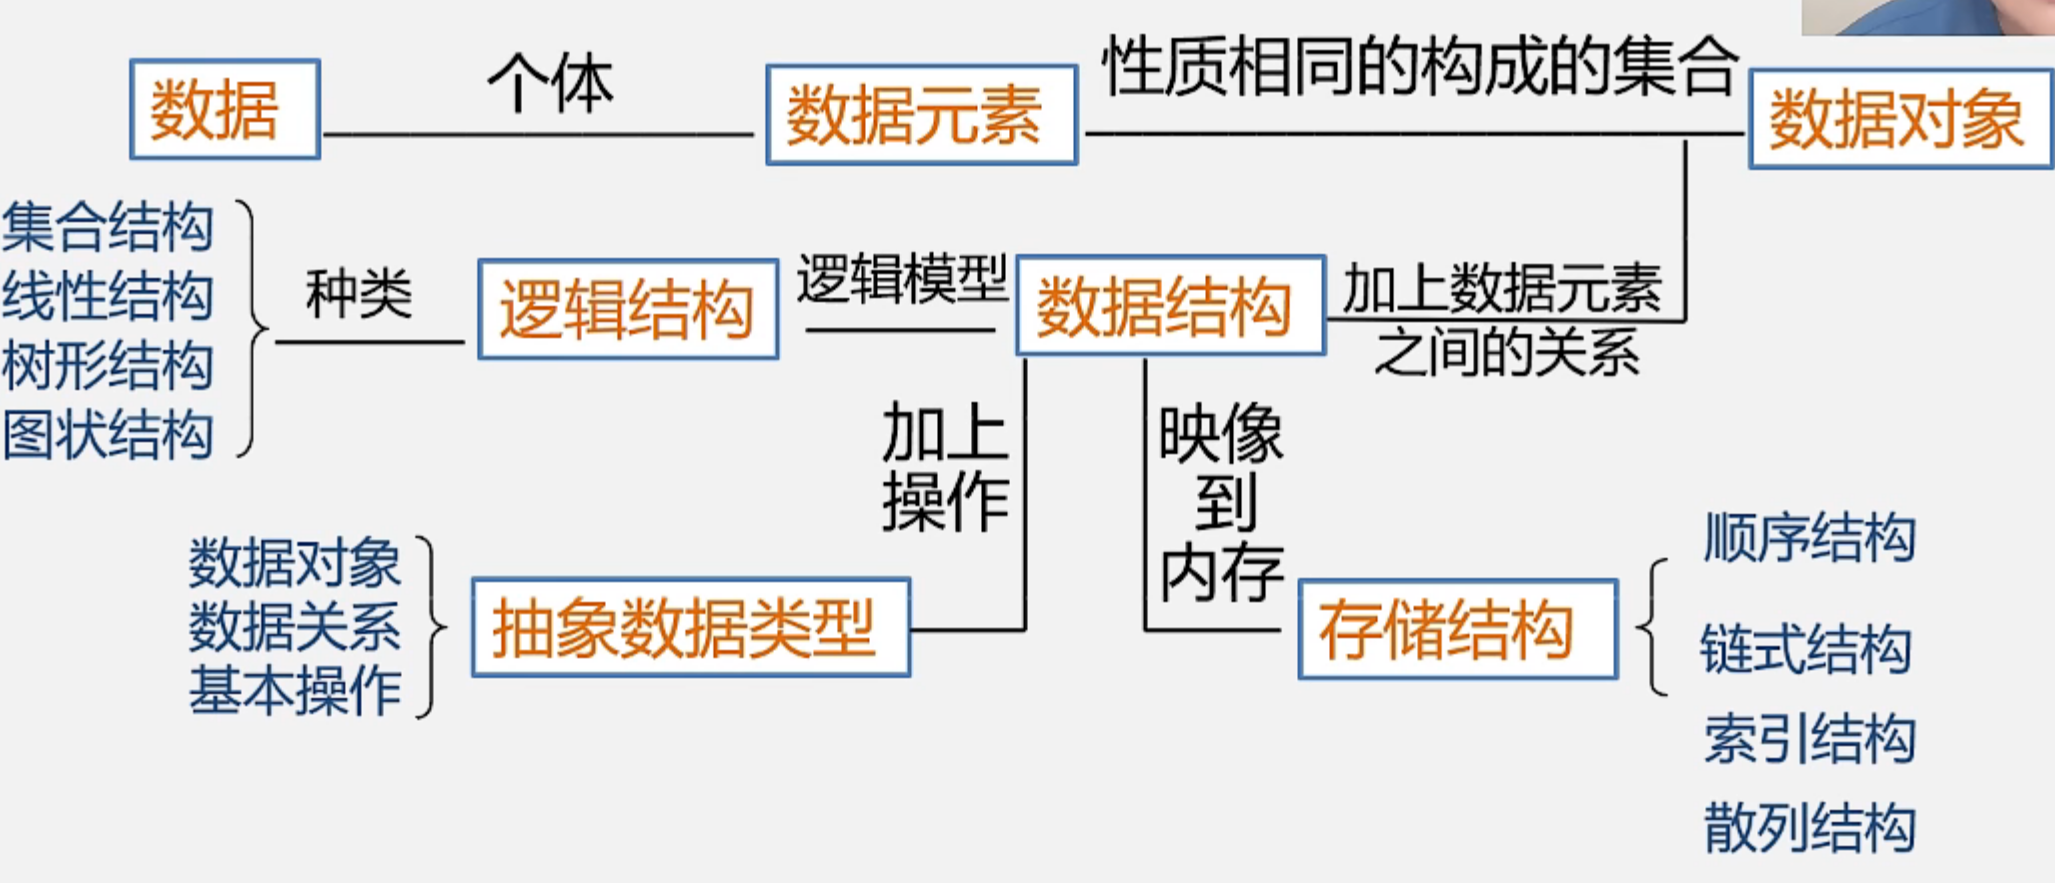 数据
个体
数据元素
性质相同的构成的集合
数据对象
集合结构
线性结构
树形结构
图状结构
种类
逻辑结构
逻辑模型
数据结构
加上数据元素
之间的关系
加上
操作
映像
到
内存
数据对象
数据关系
基本操作
抽象数据类型
存储结构
顺序结构
链式结构
索引结构
散列结构